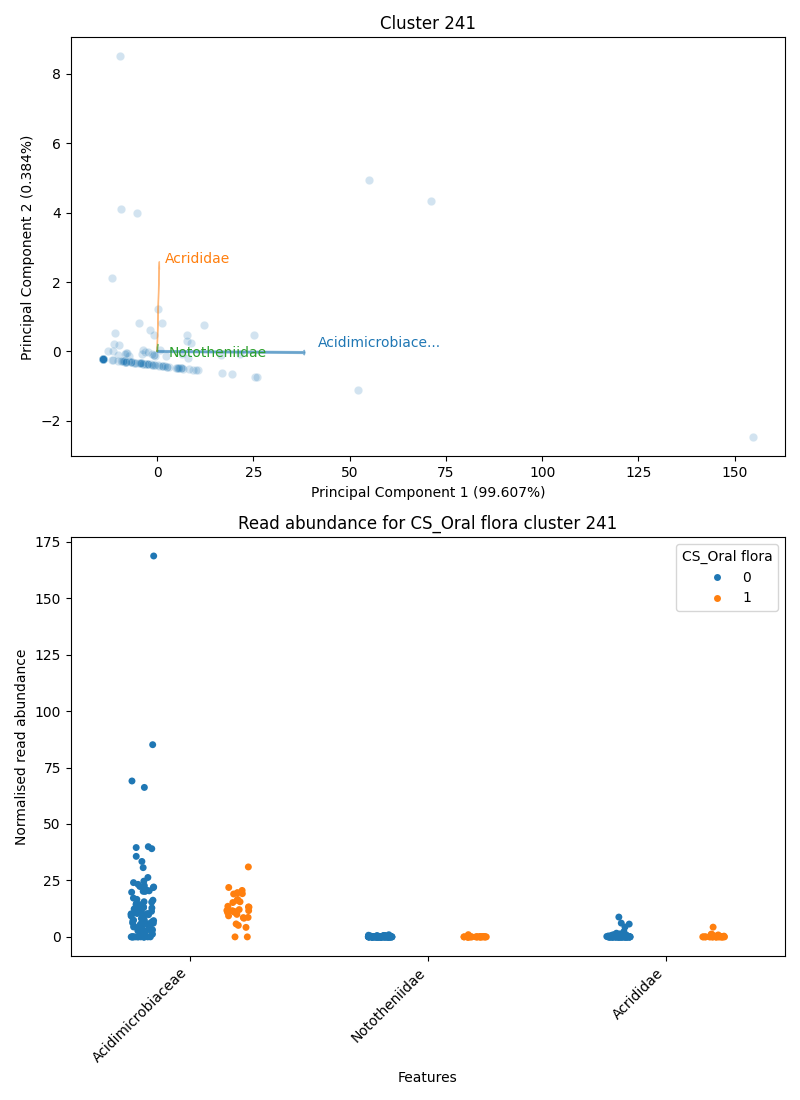 Cluster 241
8
6
4
2
0
−2
Principal Component 2 (0.384%)
Acrididae
Acidimicrobiace...
Nototheniidae
0 25 50 75 100 125 150
Principal Component 1 (99.607%)
Read abundance for CS_Oral flora cluster 241
175
150
125
100
75
50
25
0
Normalised read abundance
CS_Oral flora
0
1
Acidimicrobiaceae
Nototheniidae
Acrididae
Features